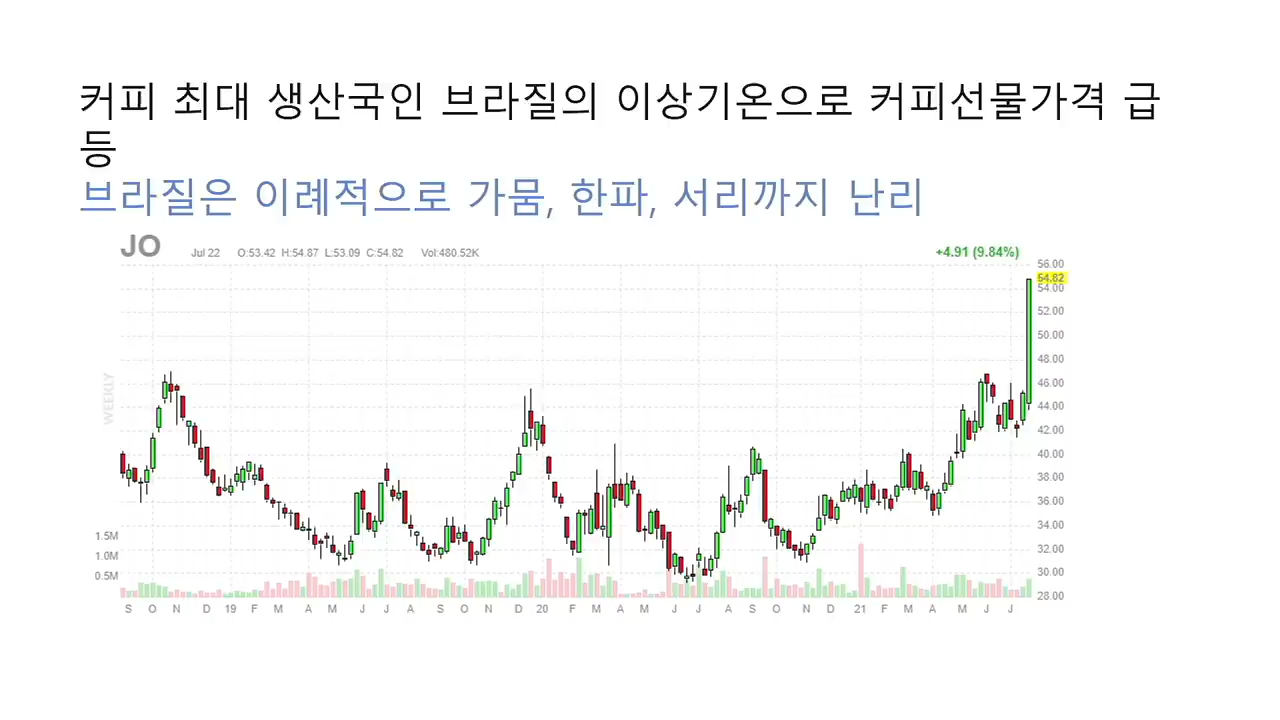 커피 최대 생산국인 브라질의 이상기온으로 커피선물가격 급
등
브라질은 이례적으로 가뭄, 한파, 서리까지 난리
JO Jul 22 O:53.42 H:54.87 L:53.09 C:54.82 Vol:480.52K +4.91 (9.84%)
56.00
54.82
54.00
52.00
50.00
48.00
46.00
44.00
42.00
40.00
38.00
36.00
34.00
32.00
30.00
28.00
WEEKLY
1.5M
1.0M
0.5M
S O N D 19 F M A M J J A S O N D 20 F M A M J J A S O N D 21 F M A M J J